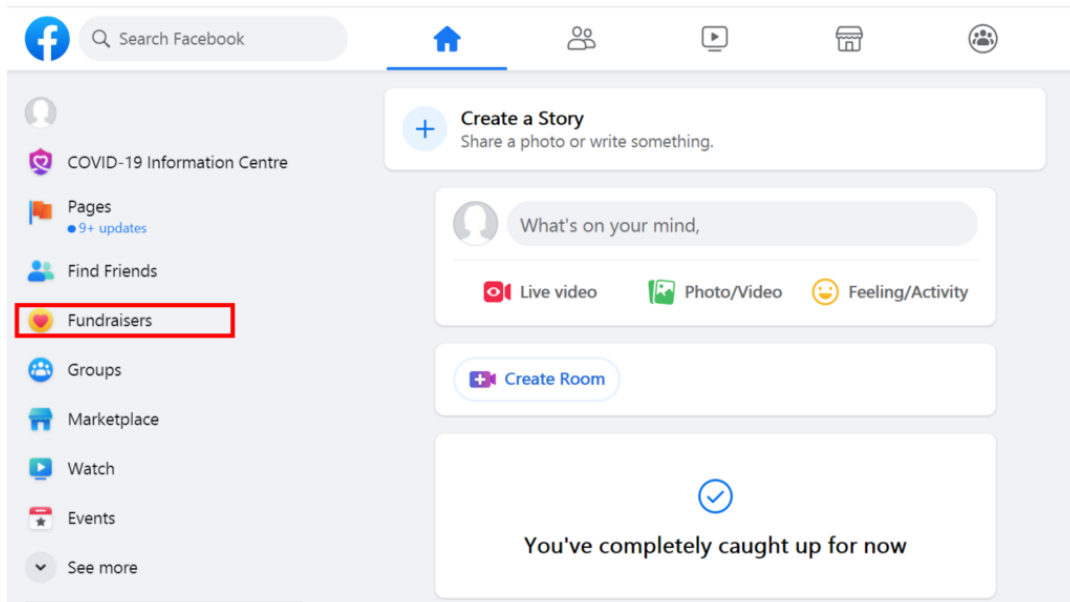 Search Facebook
COVID-19 Information Centre
Pages
9+ updates
Find Friends
Fundraisers
Groups
Marketplace
Watch
Events
See more
Create a Story
Share a photo or write something.
What's on your mind,
Live video
Photo/Video
Feeling/Activity
Create Room
You've completely caught up for now